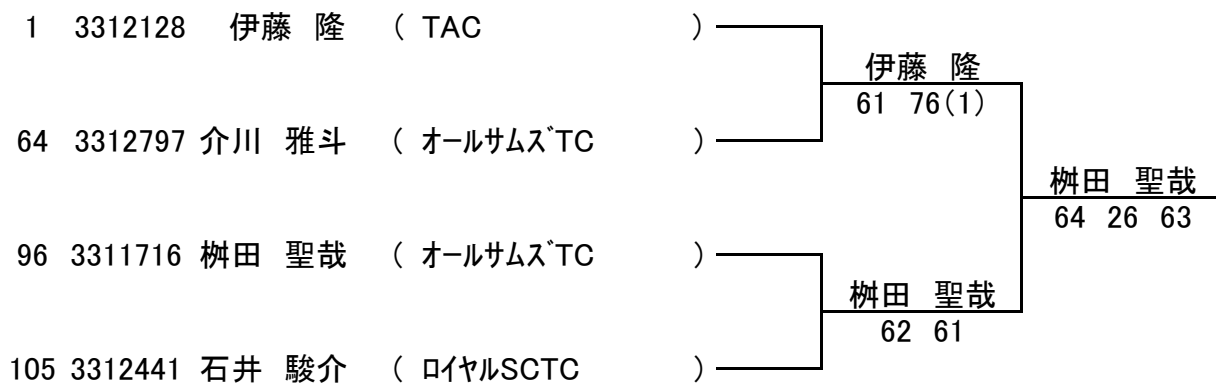 1 3312128 伊藤 隆 ( TAC )
伊藤 隆
61 76(1)
64 3312797 介川 雅斗 ( ｵｰﾙｻﾑｽﾞTC )
桝田 聖哉
64 26 63
96 3311716 桝田 聖哉 ( ｵｰﾙｻﾑｽﾞTC )
桝田 聖哉
62 61
105 3312441 石井 駿介 ( ﾛｲﾔﾙSCTC )